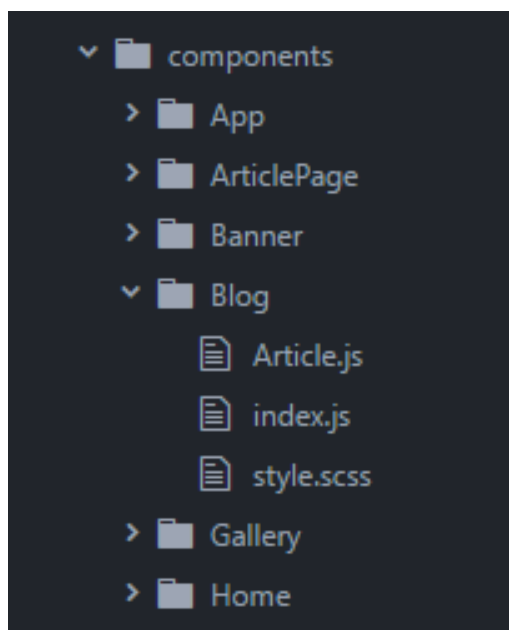 components
App
ArticlePage
Banner
Blog
Article.js
index.js
style.scss
Gallery
Home